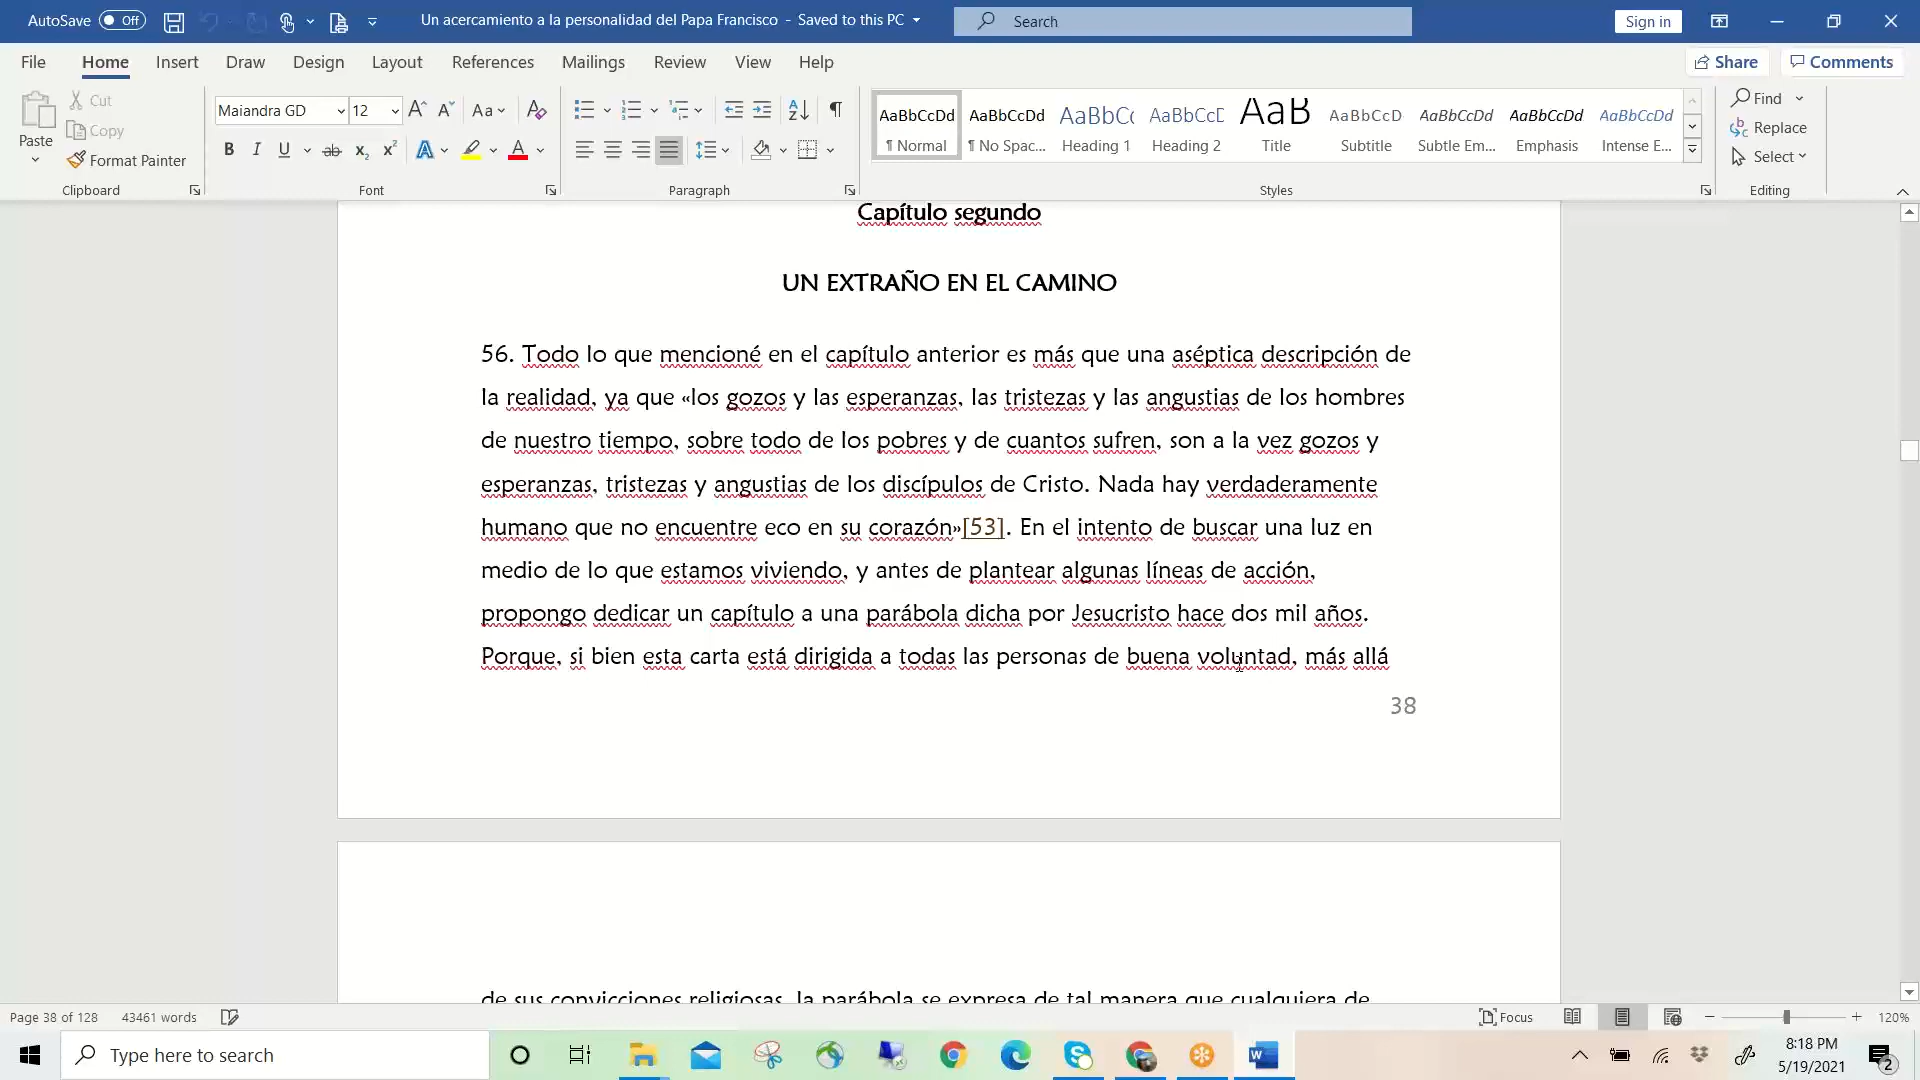 AutoSave Off Un acercamiento a la personalidad del Papa Francisco - Saved to this PC Search Sign in
File Home Insert Draw Design Layout References Mailings Review View Help Share Comments
Paste Cut Copy Format Painter
Clipboard
Maiandra GD 12
Font
Paragraph
AaBbCcDd AaBbCcDd AaBbCc AaBbCcD AaB AaBbCcD AaBbCcDd AaBbCcDd AaBbCcDd
¶ Normal ¶ No Spac... Heading 1 Heading 2 Title Subtitle Subtle Em... Emphasis Intense E...
Styles
Find
Replace
Select
Editing
Capítulo segundo
UN EXTRAÑO EN EL CAMINO
56. Todo lo que mencioné en el capítulo anterior es más que una aséptica descripción de
la realidad, ya que «los gozos y las esperanzas, las tristezas y las angustias de los hombres
de nuestro tiempo, sobre todo de los pobres y de cuantos sufren, son a la vez gozos y
esperanzas, tristezas y angustias de los discípulos de Cristo. Nada hay verdaderamente
humano que no encuentre eco en su corazón»[53]. En el intento de buscar una luz en
medio de lo que estamos viviendo, y antes de plantear algunas líneas de acción,
propongo dedicar un capítulo a una parábola dicha por Jesucristo hace dos mil años.
Porque, si bien esta carta está dirigida a todas las personas de buena voluntad, más allá
38
de sus convicciones religiosas, la parábola se expresa de tal manera que cualquiera de
Page 38 of 128 43461 words Focus 120%
Type here to search
8:18 PM
5/19/2021
2